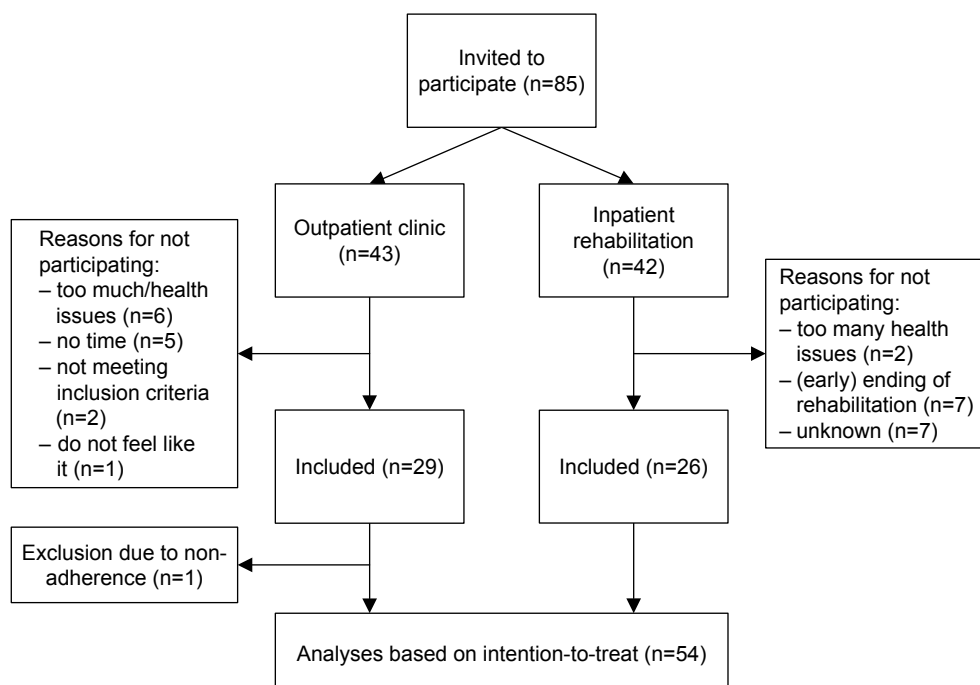 Invited to
participate (n=85)
Outpatient clinic
(n=43)
Inpatient
rehabilitation
(n=42)
Reasons for not
participating:
– too much/health
issues (n=6)
– no time (n=5)
– not meeting
inclusion criteria
(n=2)
– do not feel like
it (n=1)
Reasons for not
participating:
– too many health
issues (n=2)
– (early) ending of
rehabilitation (n=7)
– unknown (n=7)
Included (n=29)
Included (n=26)
Exclusion due to non-
adherence (n=1)
Analyses based on intention-to-treat (n=54)